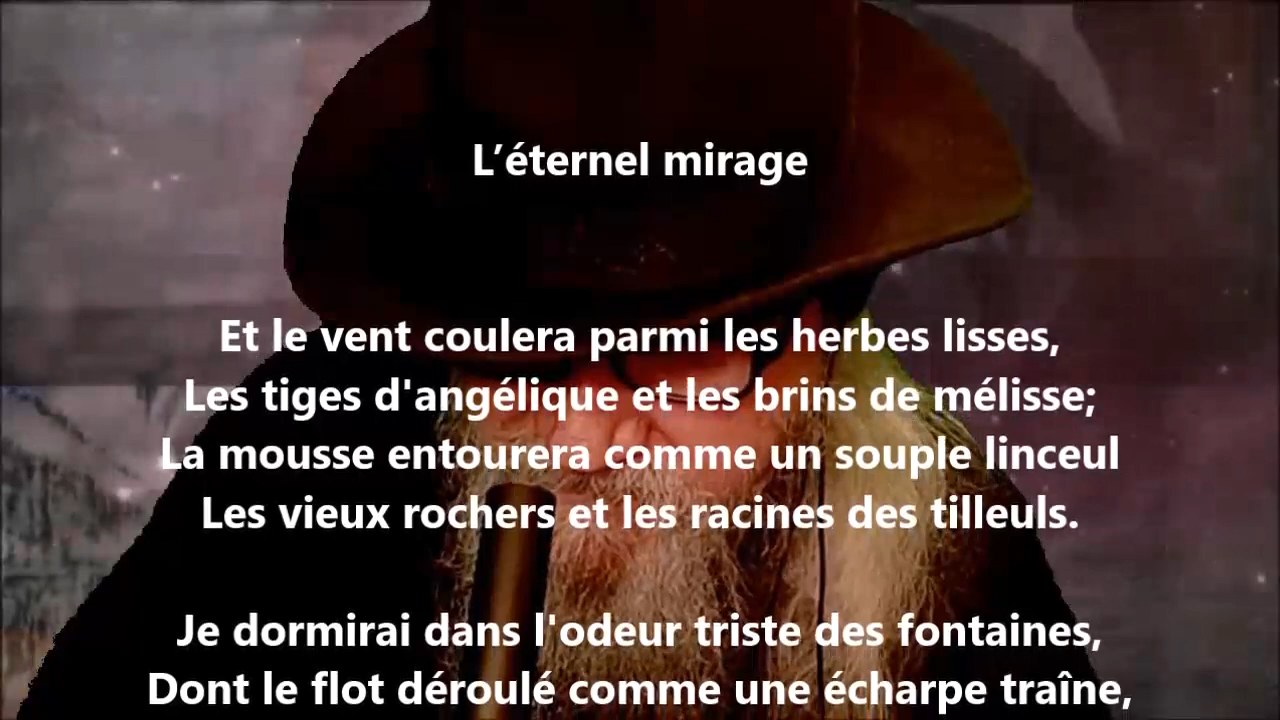 L’éternel mirage
Et le vent coulera parmi les herbes lisses,
Les tiges d'angélique et les brins de mélisse;
La mousse entourera comme un souple linceul
Les vieux rochers et les racines des tilleuls.
Je dormirai dans l'odeur triste des fontaines,
Dont le flot déroulé comme une écharpe traîne,